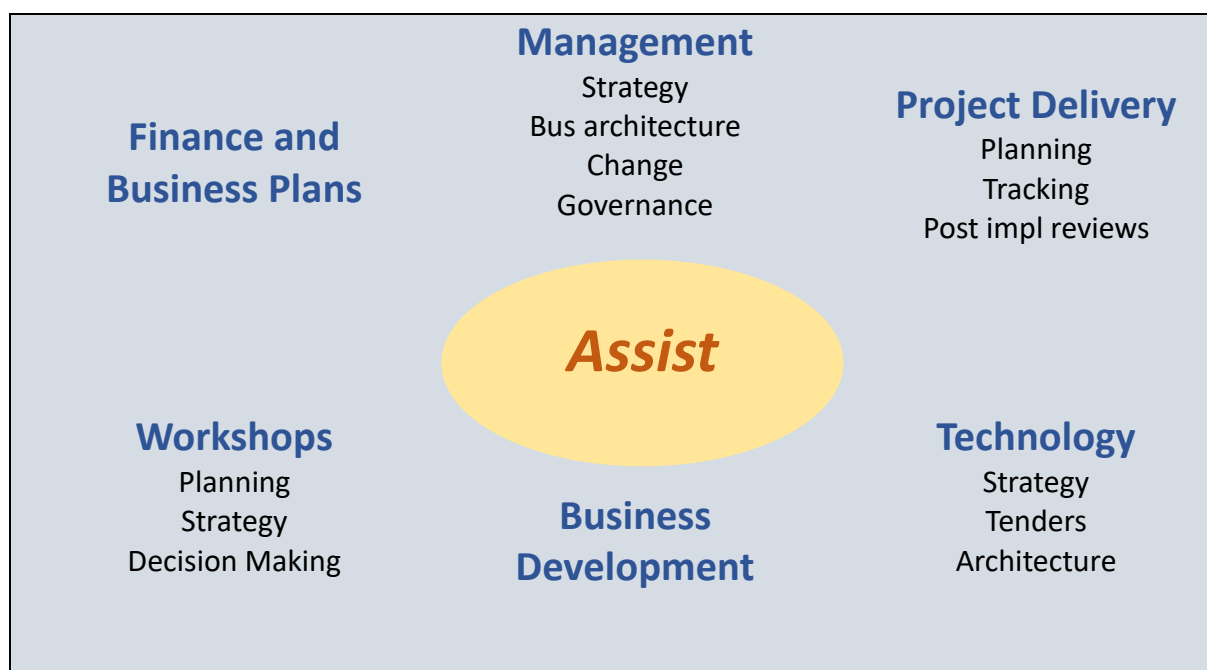 Management
Strategy
Bus architecture
Change
Governance
Finance and
Business Plans
Project Delivery
Planning
Tracking
Post impl reviews
Assist
Workshops
Planning
Strategy
Decision Making
Business
Development
Technology
Strategy
Tenders
Architecture